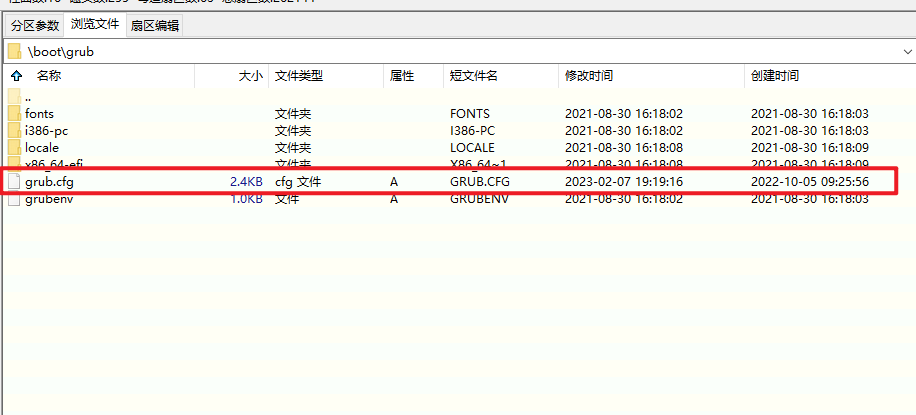 分区参数 浏览文件 扇区编辑
\boot\grub
名称 大小 文件类型 属性 短文件名 修改时间 创建时间
..
fonts 文件夹 FONTS 2021-08-30 16:18:02 2021-08-30 16:18:03
i386-pc 文件夹 I386-PC 2021-08-30 16:18:02 2021-08-30 16:18:03
locale 文件夹 LOCALE 2021-08-30 16:18:08 2021-08-30 16:18:09
x86_64-efi 文件夹 X86_64~1 2021-08-30 16:18:08 2021-08-30 16:18:09
grub.cfg 2.4KB cfg 文件 A GRUB.CFG 2023-02-07 19:19:16 2022-10-05 09:25:56
grubenv 1.0KB 文件 A GRUBENV 2021-08-30 16:18:02 2021-08-30 16:18:03